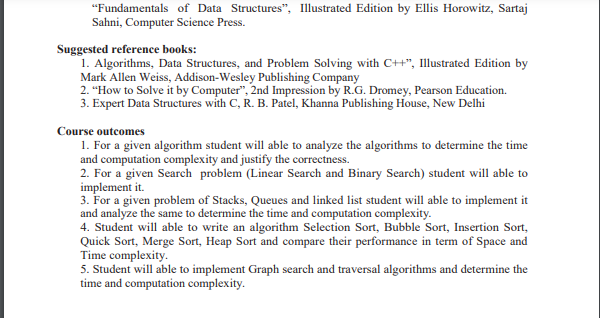 “Fundamentals of Data Structures”, Illustrated Edition by Ellis Horowitz, Sartaj
Sahni, Computer Science Press.
Suggested reference books:
1. Algorithms, Data Structures, and Problem Solving with C++”, Illustrated Edition by
Mark Allen Weiss, Addison-Wesley Publishing Company
2. “How to Solve it by Computer”, 2nd Impression by R.G. Dromey, Pearson Education.
3. Expert Data Structures with C, R. B. Patel, Khanna Publishing House, New Delhi
Course outcomes
1. For a given algorithm student will able to analyze the algorithms to determine the time
and computation complexity and justify the correctness.
2. For a given Search problem (Linear Search and Binary Search) student will able to
implement it.
3. For a given problem of Stacks, Queues and linked list student will able to implement it
and analyze the same to determine the time and computation complexity.
4. Student will able to write an algorithm Selection Sort, Bubble Sort, Insertion Sort,
Quick Sort, Merge Sort, Heap Sort and compare their performance in term of Space and
Time complexity.
5. Student will able to implement Graph search and traversal algorithms and determine the
time and computation complexity.